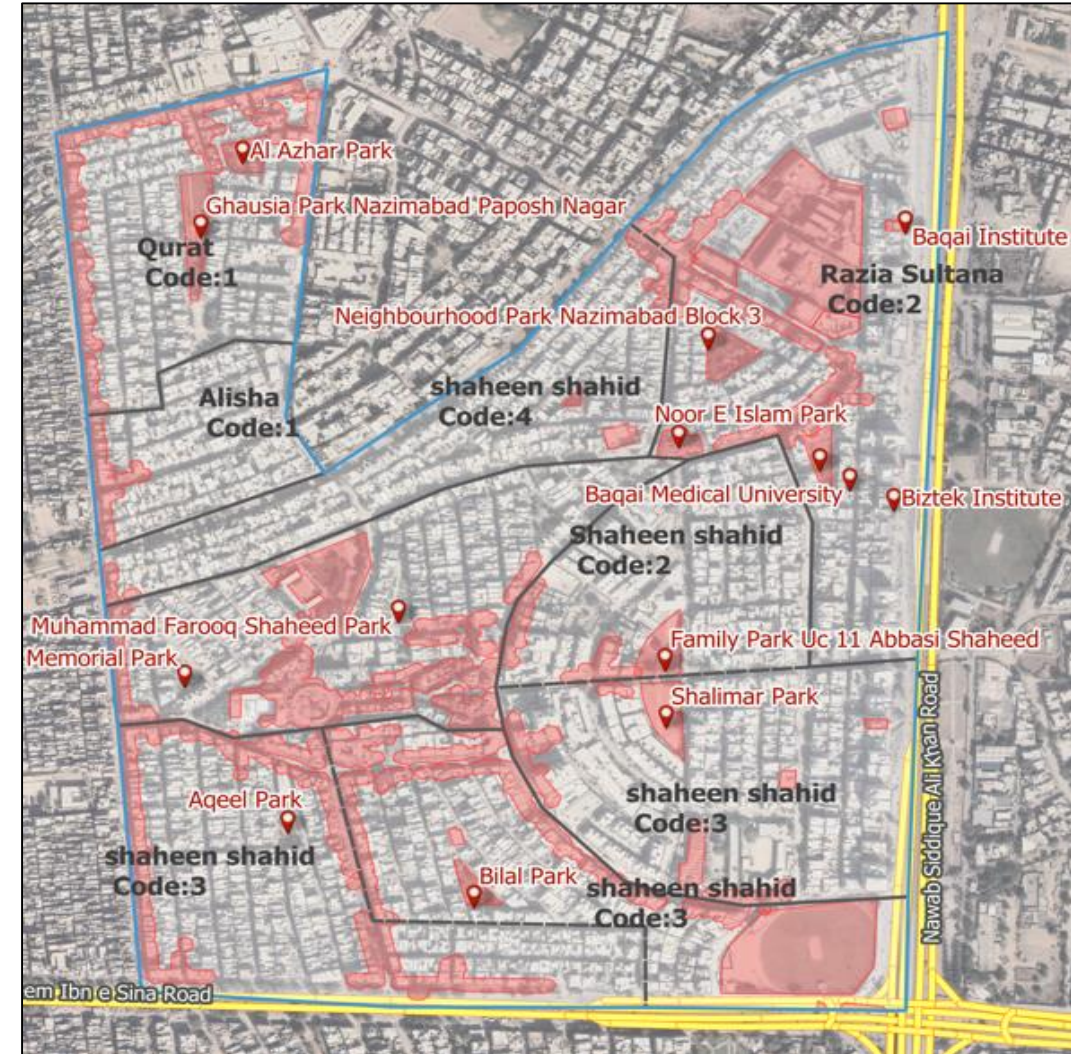 Al Azhar Park
Ghausia Park Nazimabad Paposh Nagar
Qurat
Code:1
Baqai Institute
Razia Sultana
Code:2
Neighbourhood Park Nazimabad Block 3
Alisha
Code:1
shaheen shahid
Code:4
Noor E Islam Park
Baqai Medical University
Biztek Institute
Shaheen shahid
Code:2
Muhammad Farooq Shaheed Park
Family Park Uc 11 Abbasi Shaheed
Memorial Park
Shalimar Park
Nawab Siddique Ali Khan Road
Aqeel Park
shaheen shahid
Code:3
shaheen shahid
Code:3
Bilal Park
shaheen shahid
Code:3
em Ibn e Sina Road